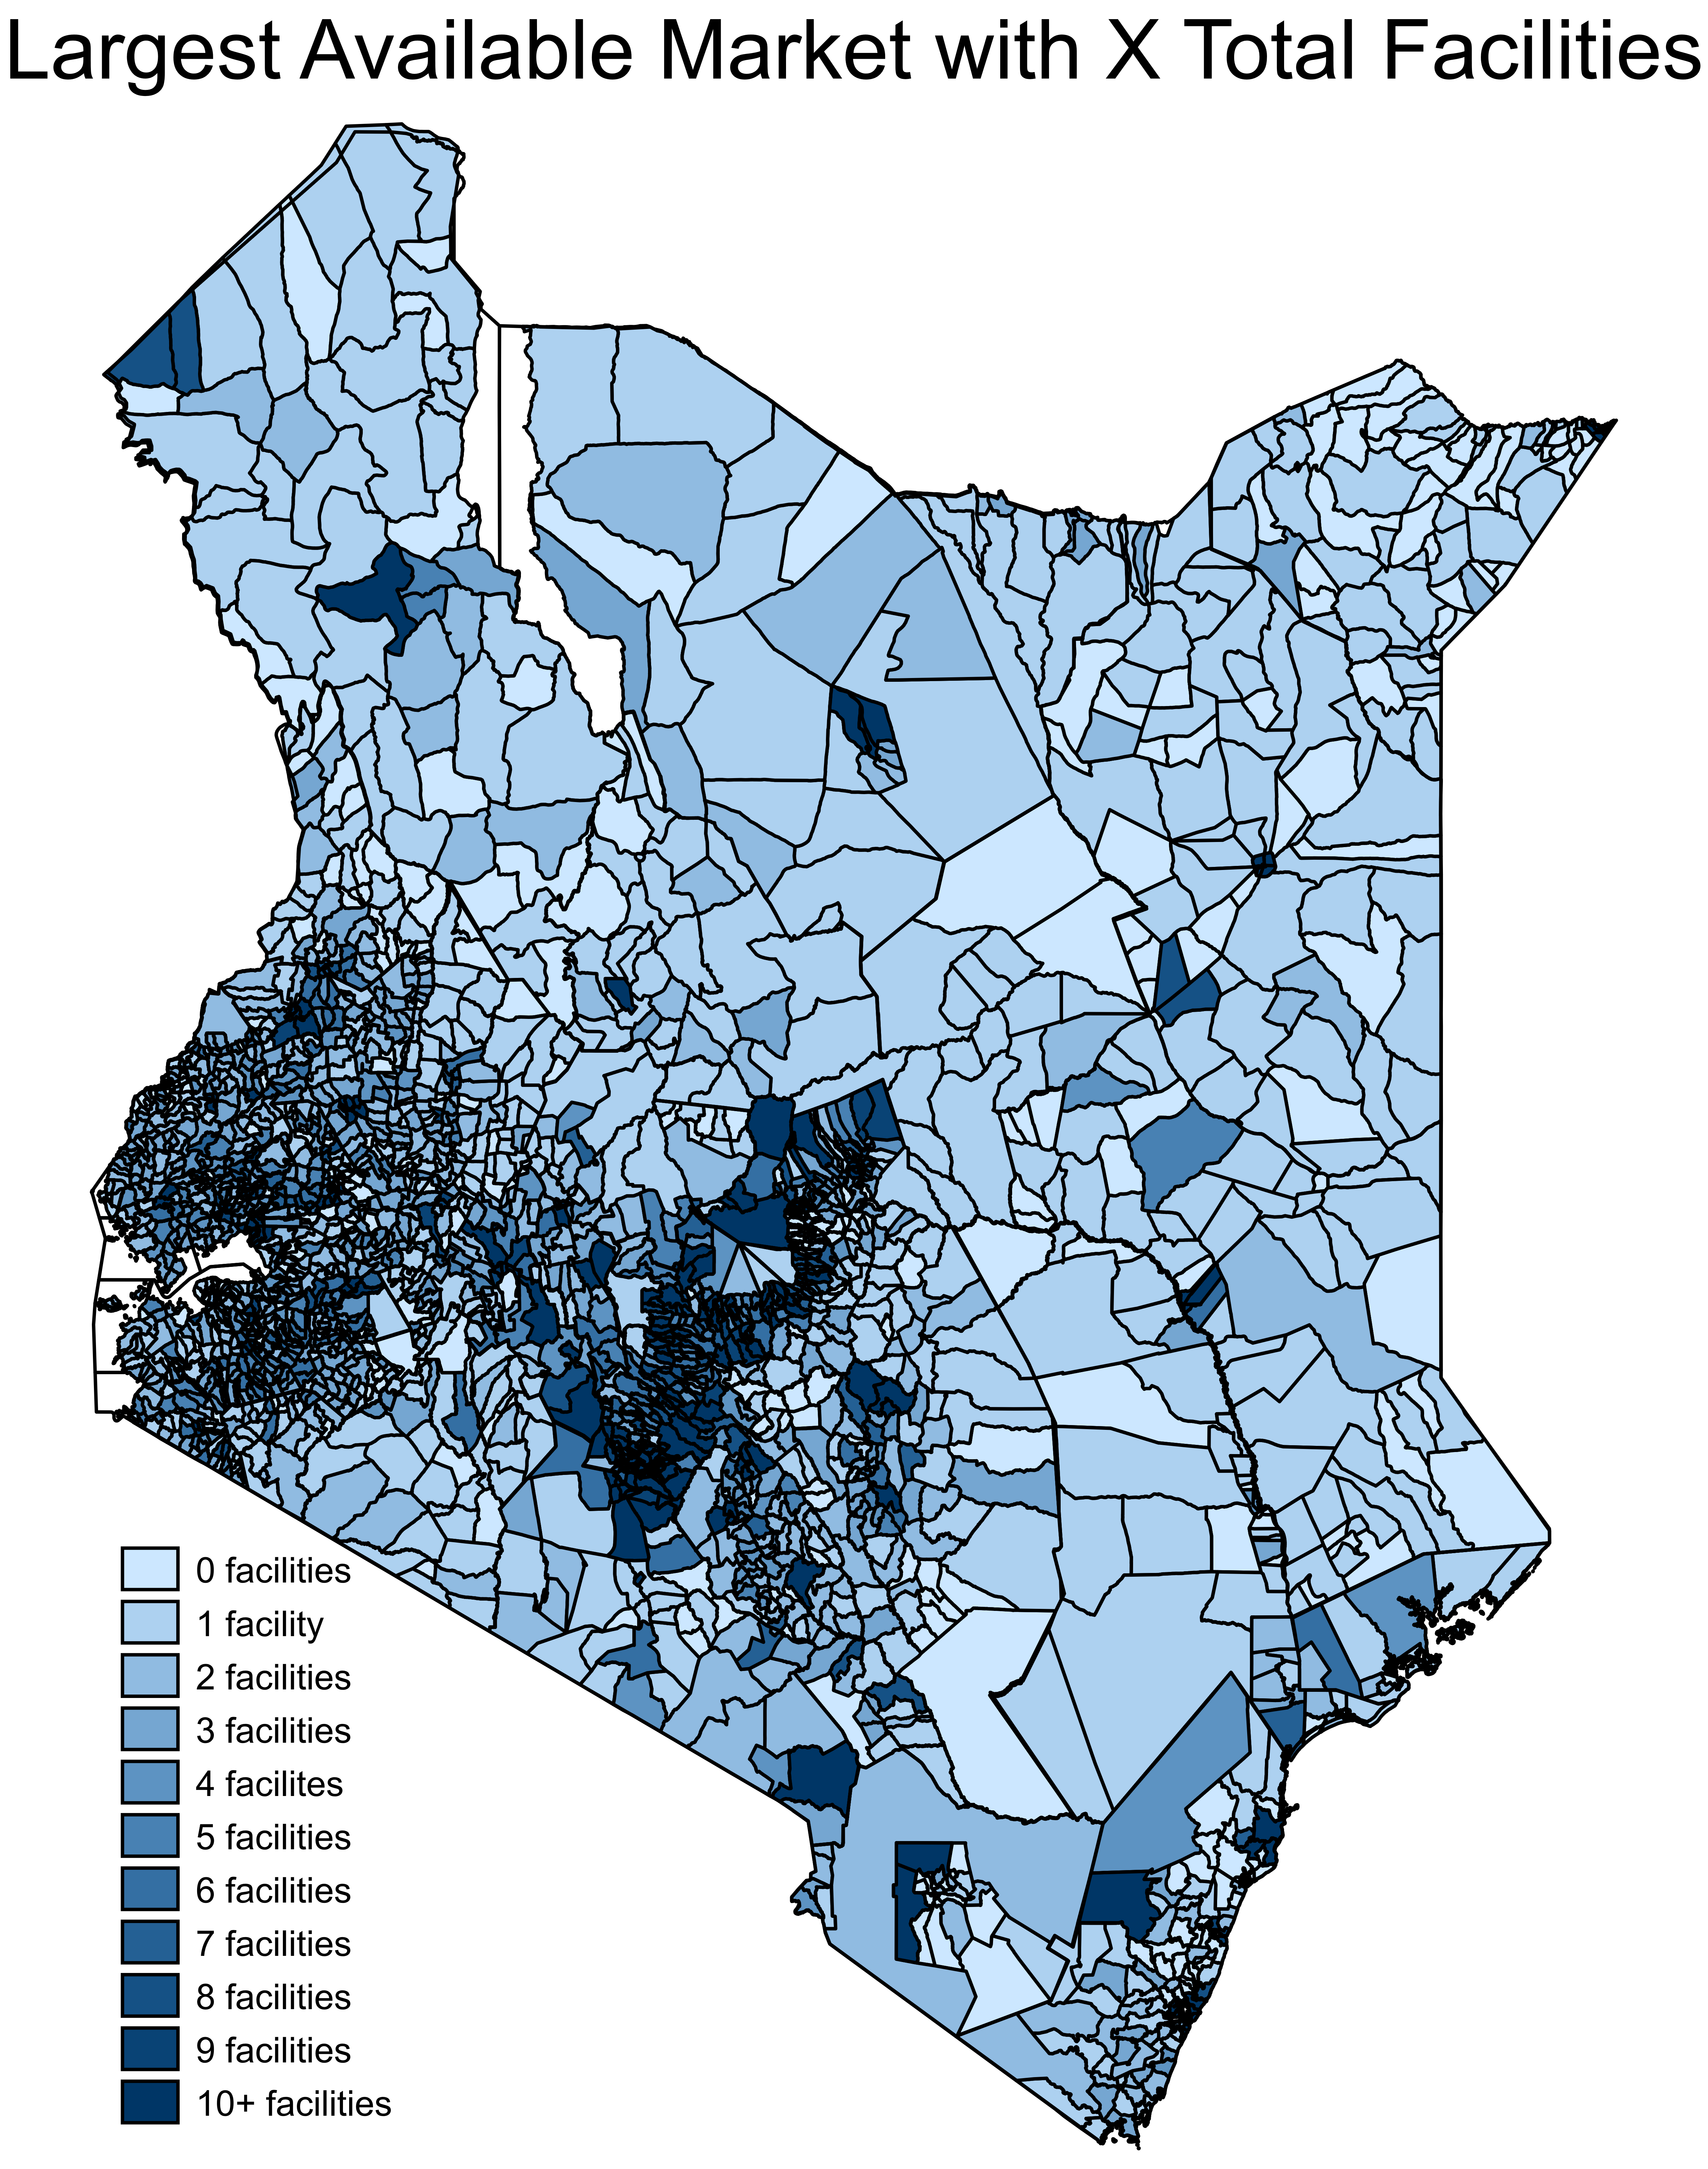 Largest Available Market with X Total Facilities
0 facilities
1 facility
2 facilities
3 facilities
4 facilites
5 facilities
6 facilities
7 facilities
8 facilities
9 facilities
10+ facilities